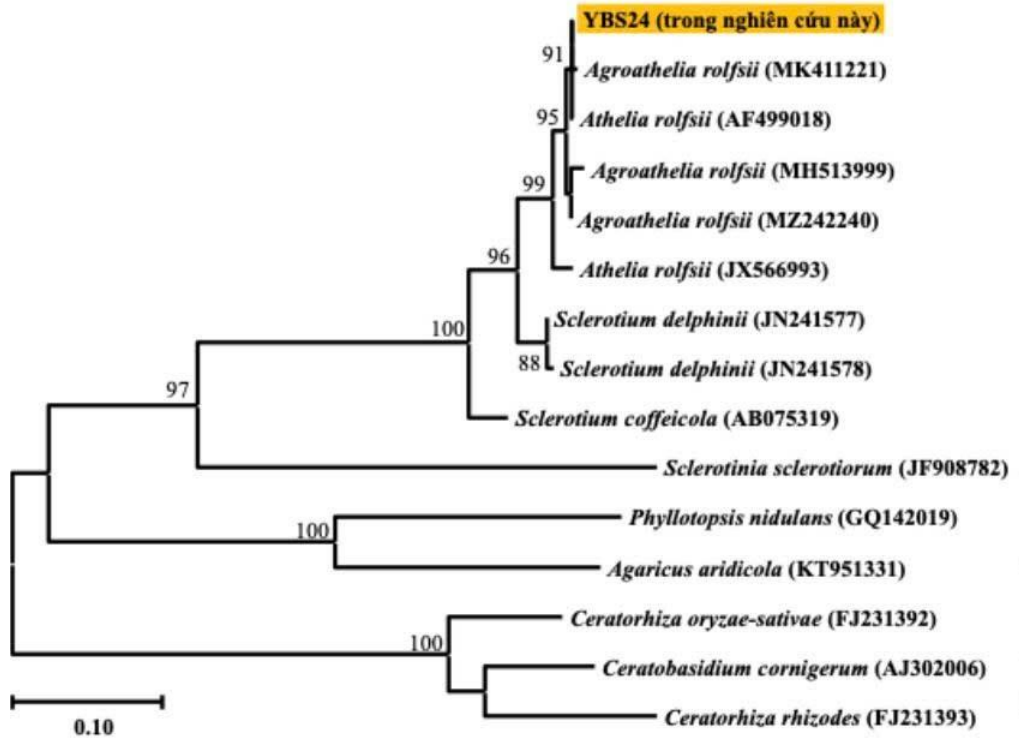 YBS24 (trong nghiên cứu này)
91
Agroathelia rolfsii (MK411221)
95
Athelia rolfsii (AF499018)
Agroathelia rolfsii (MH513999)
99
Agroathelia rolfsii (MZ242240)
96
Athelia rolfsii (JX566993)
100
Sclerotium delphinii (JN241577)
88
Sclerotium delphinii (JN241578)
97
Sclerotium coffeicola (AB075319)
Sclerotinia sclerotiorum (JF908782)
100
Phyllotopsis nidulans (GQ142019)
Agaricus aridicola (KT951331)
Ceratorhiza oryzae-sativae (FJ231392)
100
Ceratobasidium cornigerum (AJ302006)
Ceratorhiza rhizodes (FJ231393)
0.10